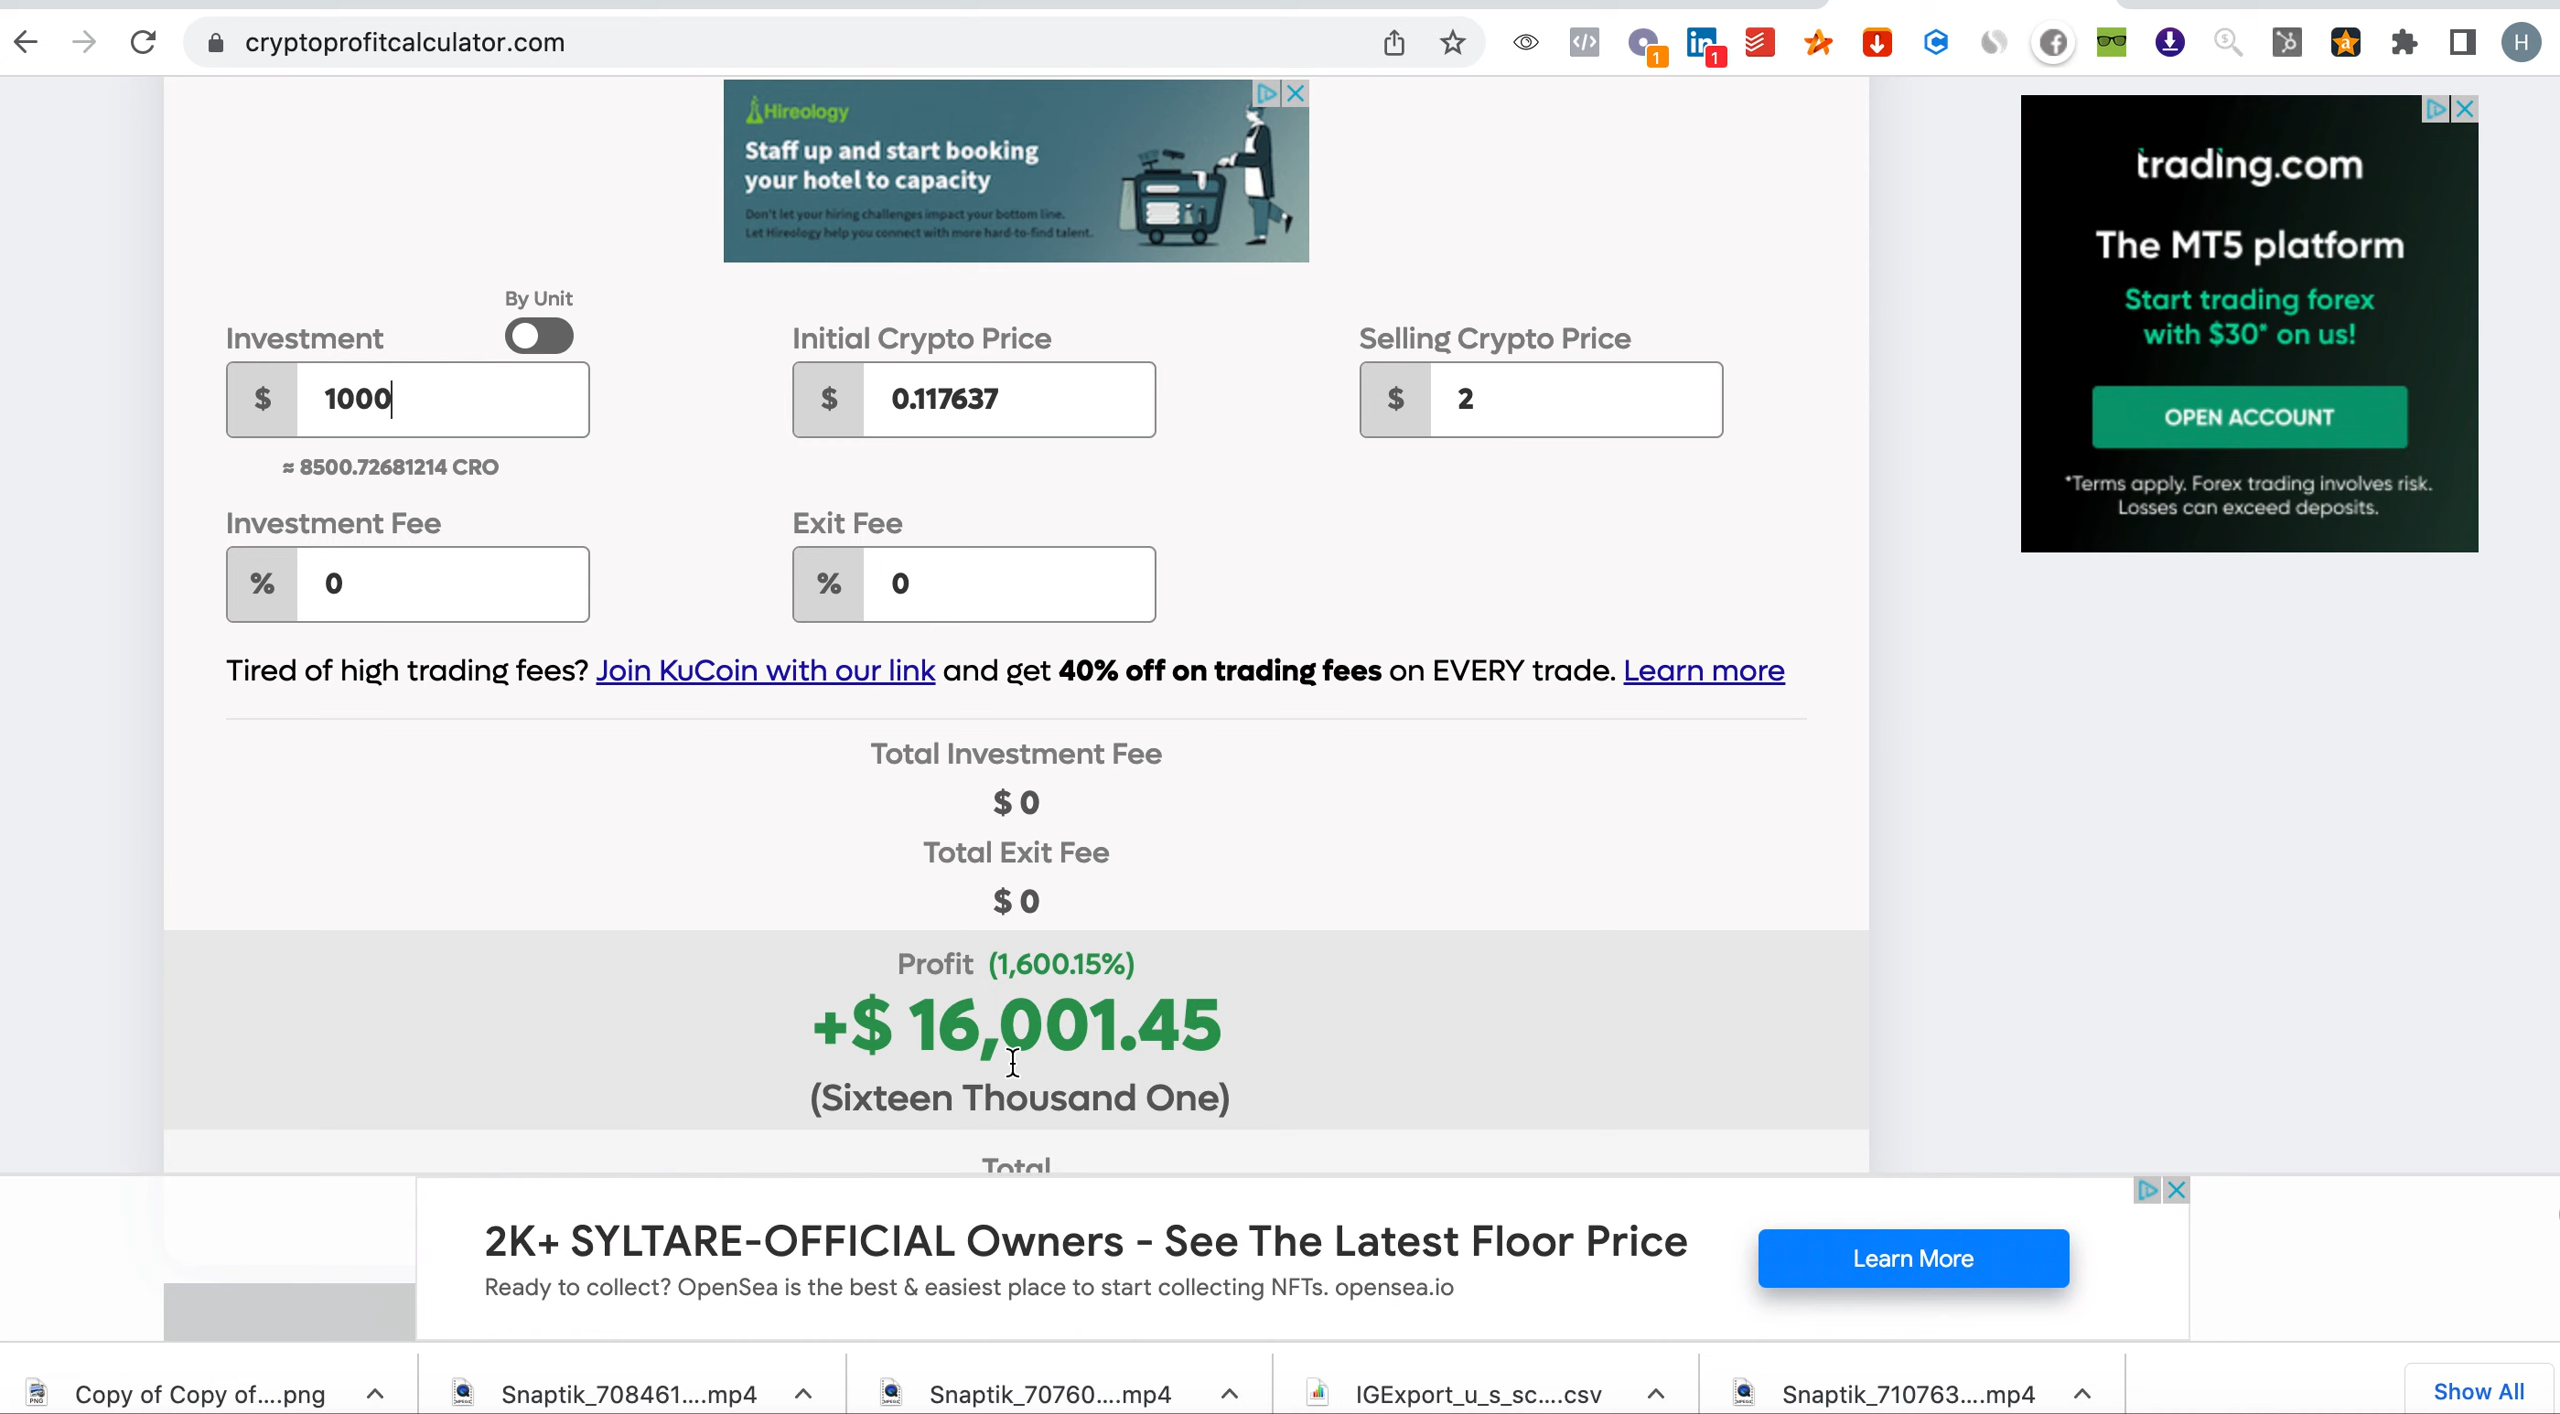 cryptoprofitcalculator.com
1
in
1
a
H
Hireology
Staff up and start booking
your hotel to capacity
Don't let your hiring challenges impact your bottom line.
Let Hireology help you connect with more hard-to-find talent.
trading.com
The MT5 platform
Start trading forex
with $30* on us!
OPEN ACCOUNT
*Terms apply. Forex trading involves risk.
Losses can exceed deposits.
By Unit
Investment
Initial Crypto Price
Selling Crypto Price
$ 1000
$ 0.117637
$ 2
≈ 8500.72681214 CRO
Investment Fee
Exit Fee
% 0
% 0
Tired of high trading fees? Join KuCoin with our link and get 40% off on trading fees on EVERY trade. Learn more
Total Investment Fee
$ 0
Total Exit Fee
$ 0
Profit (1,600.15%)
+$ 16,001.45
(Sixteen Thousand One)
Total
2K+ SYLTARE-OFFICIAL Owners - See The Latest Floor Price
Ready to collect? OpenSea is the best & easiest place to start collecting NFTs. opensea.io
Learn More
Copy of Copy of....png
Snaptik_708461....mp4
Snaptik_70760....mp4
IGExport_u_s_sc....csv
Snaptik_710763....mp4
Show All